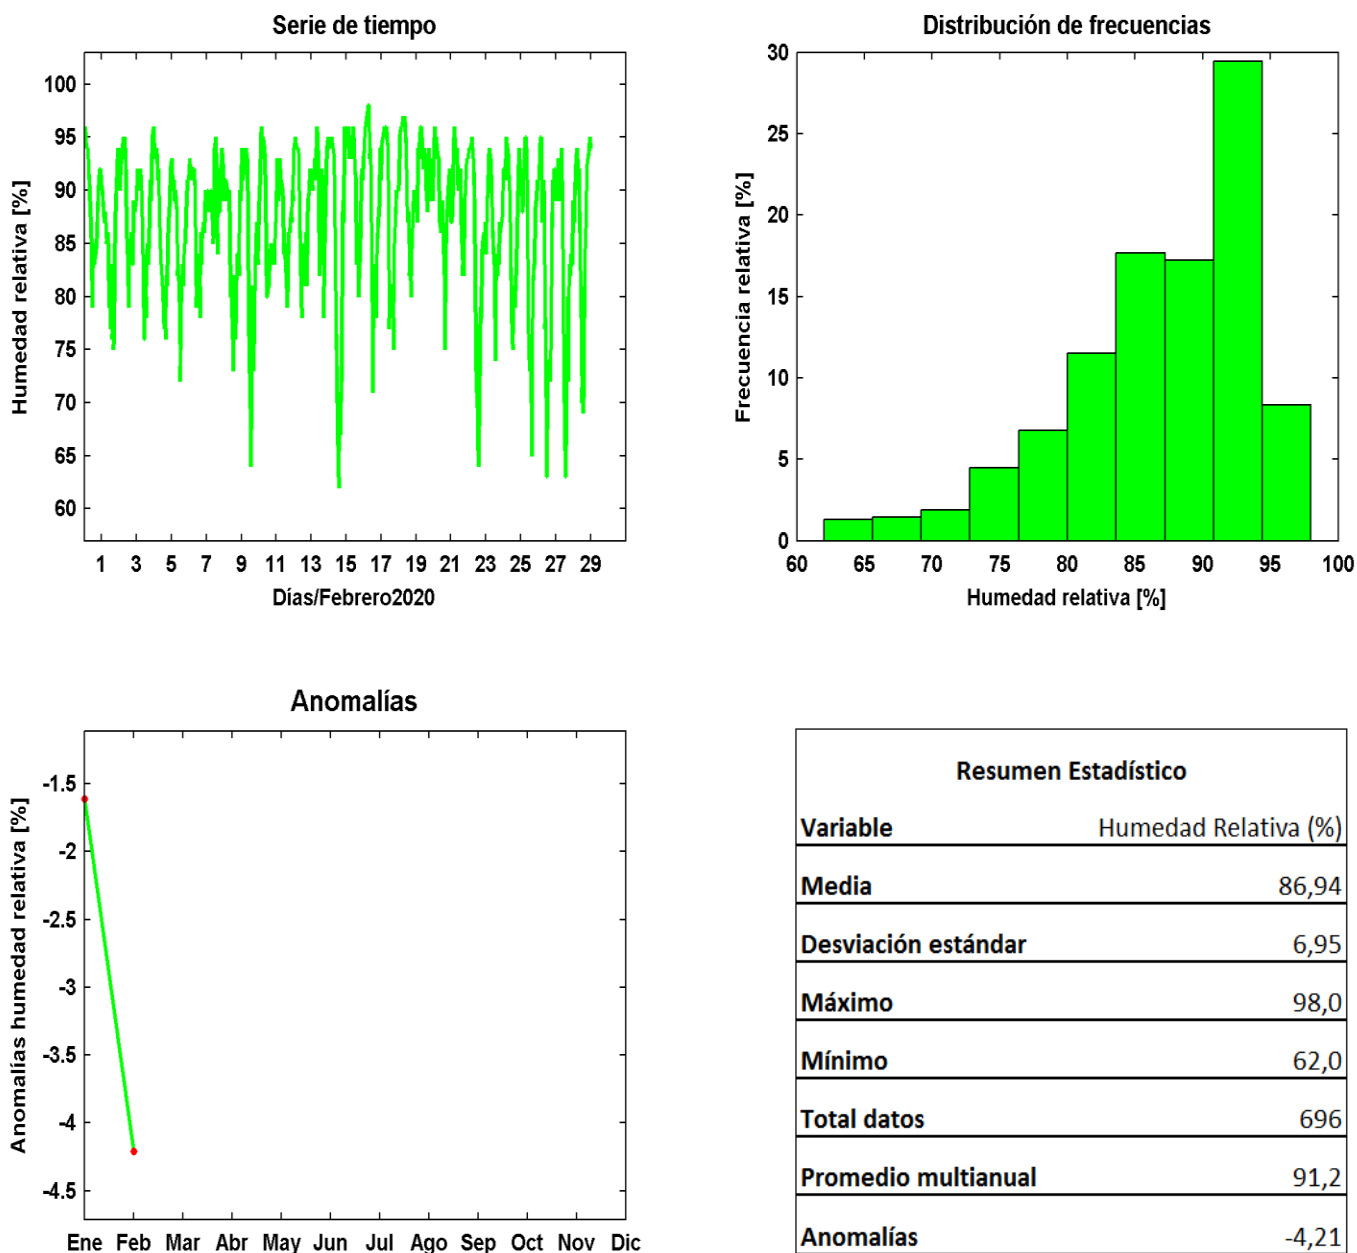 Serie de tiempo
Humedad relativa [%]
100
95
90
85
80
75
70
65
60
1 3 5 7 9 11 13 15 17 19 21 23 25 27 29
Días/Febrero2020
Distribución de frecuencias
Frecuencia relativa [%]
30
25
20
15
10
5
0
60 65 70 75 80 85 90 95 100
Humedad relativa [%]
Anomalías
Anomalías humedad relativa [%]
-1.5
-2
-2.5
-3
-3.5
-4
-4.5
Ene Feb Mar Abr May Jun Jul Ago Sep Oct Nov Dic
Resumen Estadístico
Variable Humedad Relativa (%)
Media 86,94
Desviación estándar 6,95
Máximo 98,0
Mínimo 62,0
Total datos 696
Promedio multianual 91,2
Anomalías -4,21